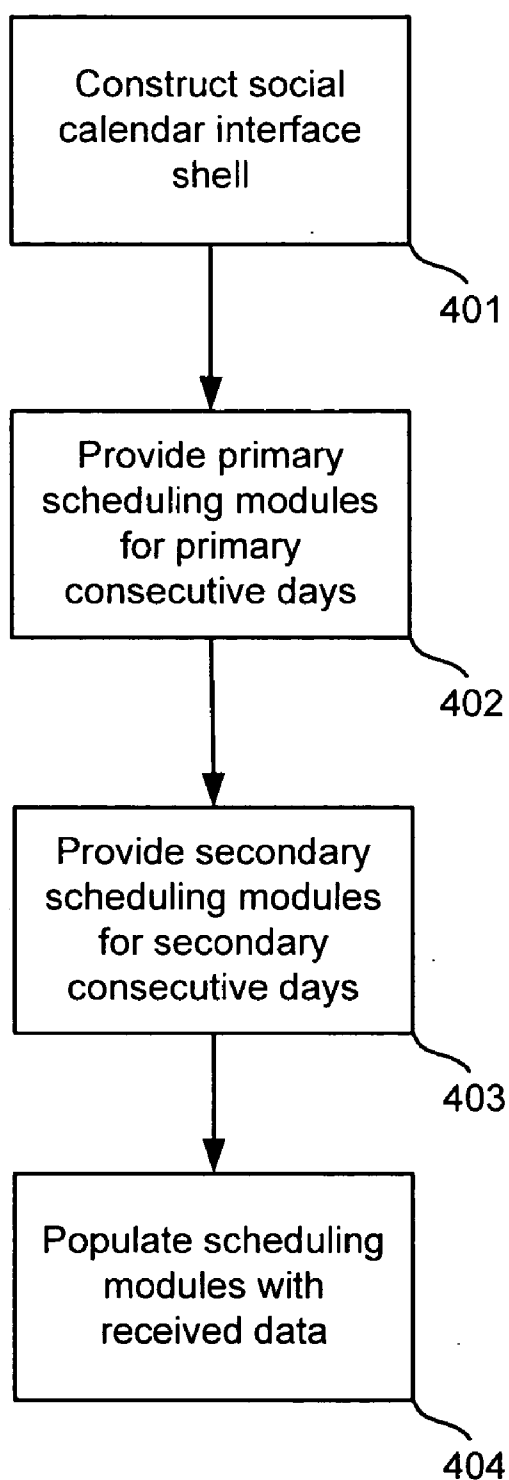 Construct social
calendar interface
shell
401
Provide primary
scheduling modules
for primary
consecutive days
402
Provide secondary
scheduling modules
for secondary
consecutive days
403
Populate scheduling
modules with
received data
404